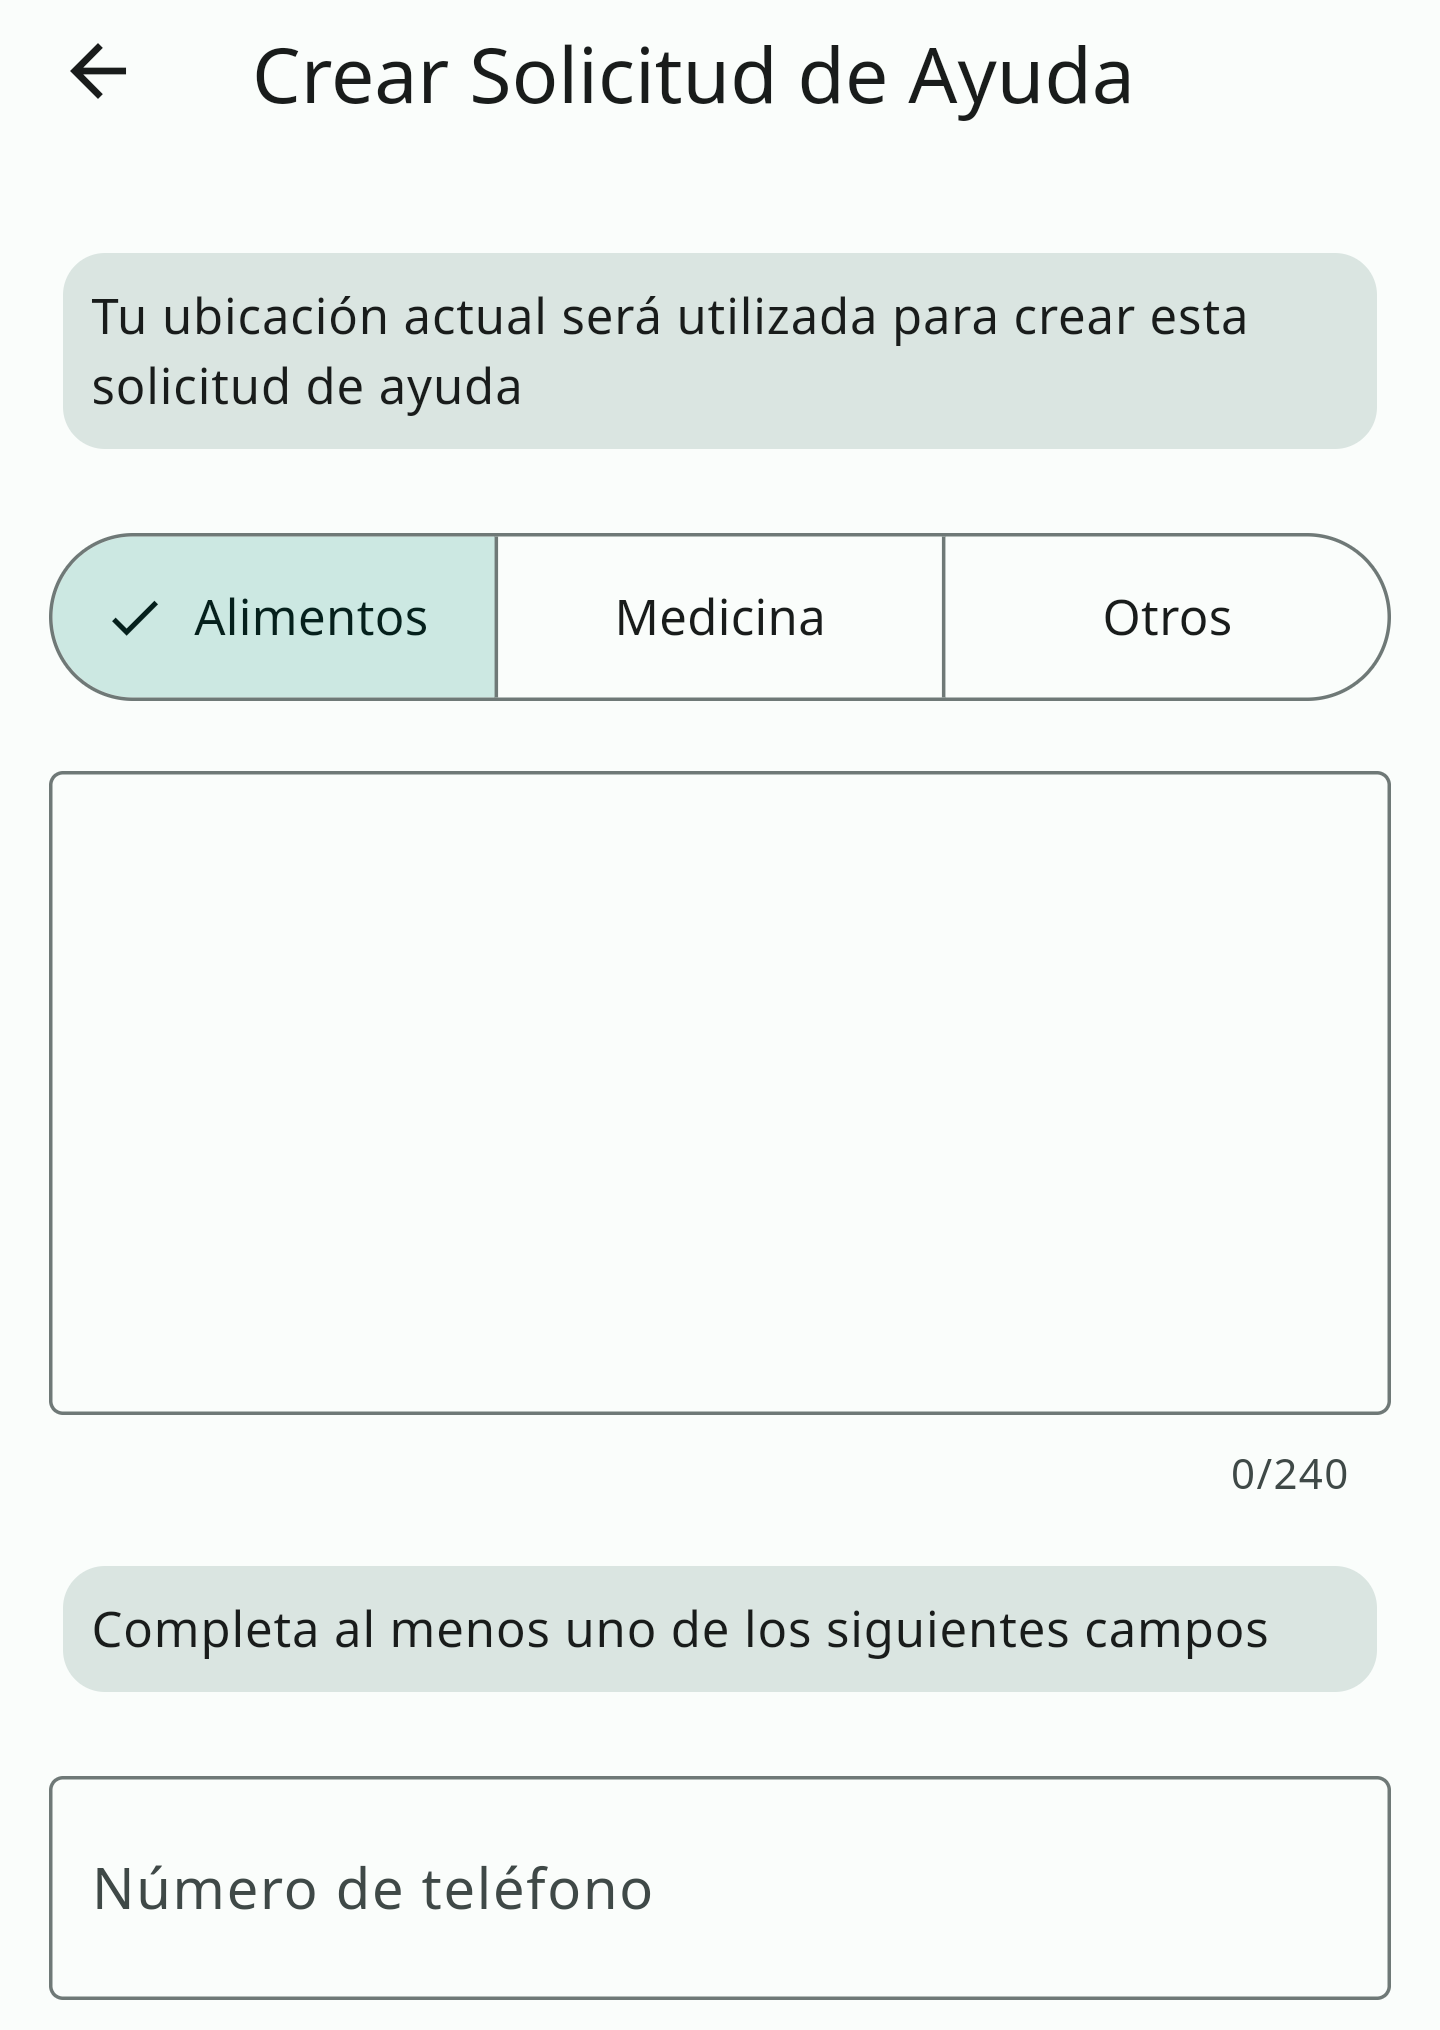 Crear Solicitud de Ayuda
Tu ubicación actual será utilizada para crear esta
solicitud de ayuda
Alimentos
Medicina
Otros
0/240
Completa al menos uno de los siguientes campos
Número de teléfono